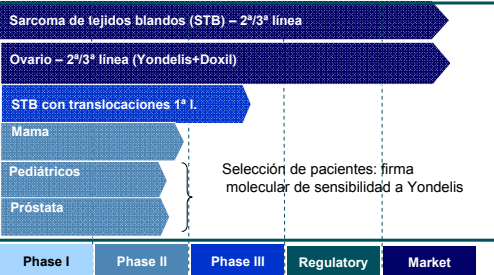 Sarcoma de tejidos blandos (STB) – 2ª/3ª línea
Ovario – 2ª/3ª línea (Yondelis+Doxil)
STB con translocaciones 1ª l.
Mama
Pediátricos
Próstata
Selección de pacientes: firma
molecular de sensibilidad a Yondelis
Phase I
Phase II
Phase III
Regulatory
Market